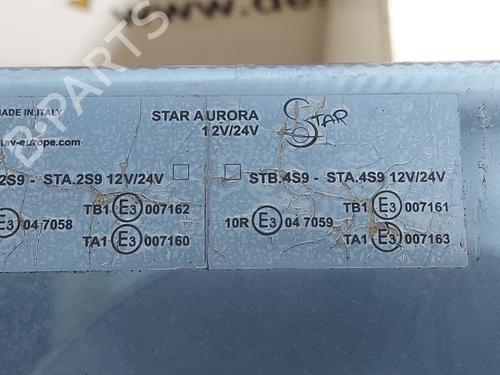 MADE IN ITALY
STAR AURORA
12V/24V
STAR
av-europe.com
2S9 - STA.2S9 12V/24V
STB.4S9 - STA.4S9 12V/24V
E3 04 7058
TB1 E3 007162
TA1 E3 007160
10R E3 04 7059
TB1 E3 007161
TA1 E3 007163
B-PARTS